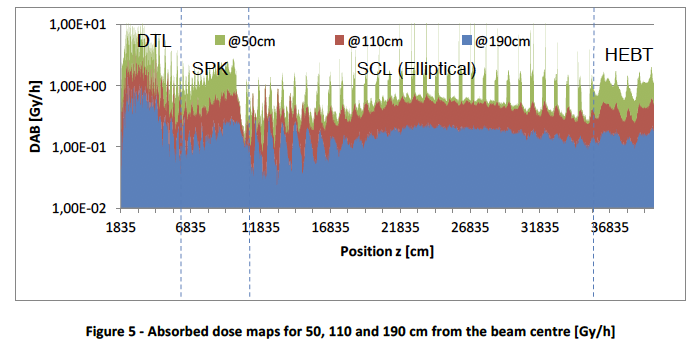 1,00E+01
DTL
@50cm @110cm @190cm
SPK
SCL (Elliptical)
HEBT
1,00E+00
DAB [Gy/h]
1,00E-01
1,00E-02
1835 6835 11835 16835 21835 26835 31835 36835
Position z [cm]
Figure 5 - Absorbed dose maps for 50, 110 and 190 cm from the beam centre [Gy/h]